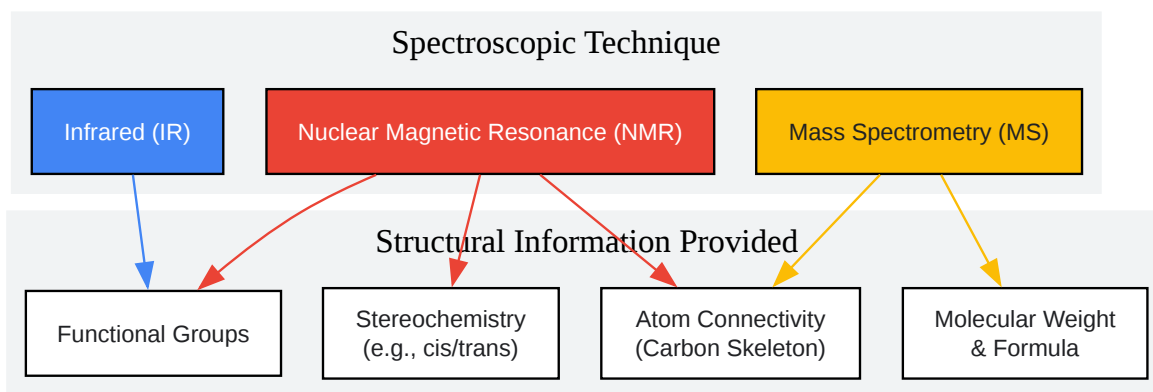 Spectroscopic Technique
Infrared (IR)
Nuclear Magnetic Resonance (NMR)
Mass Spectrometry (MS)
Structural Information Provided
Functional Groups
Stereochemistry
(e.g., cis/trans)
Atom Connectivity
(Carbon Skeleton)
Molecular Weight
& Formula